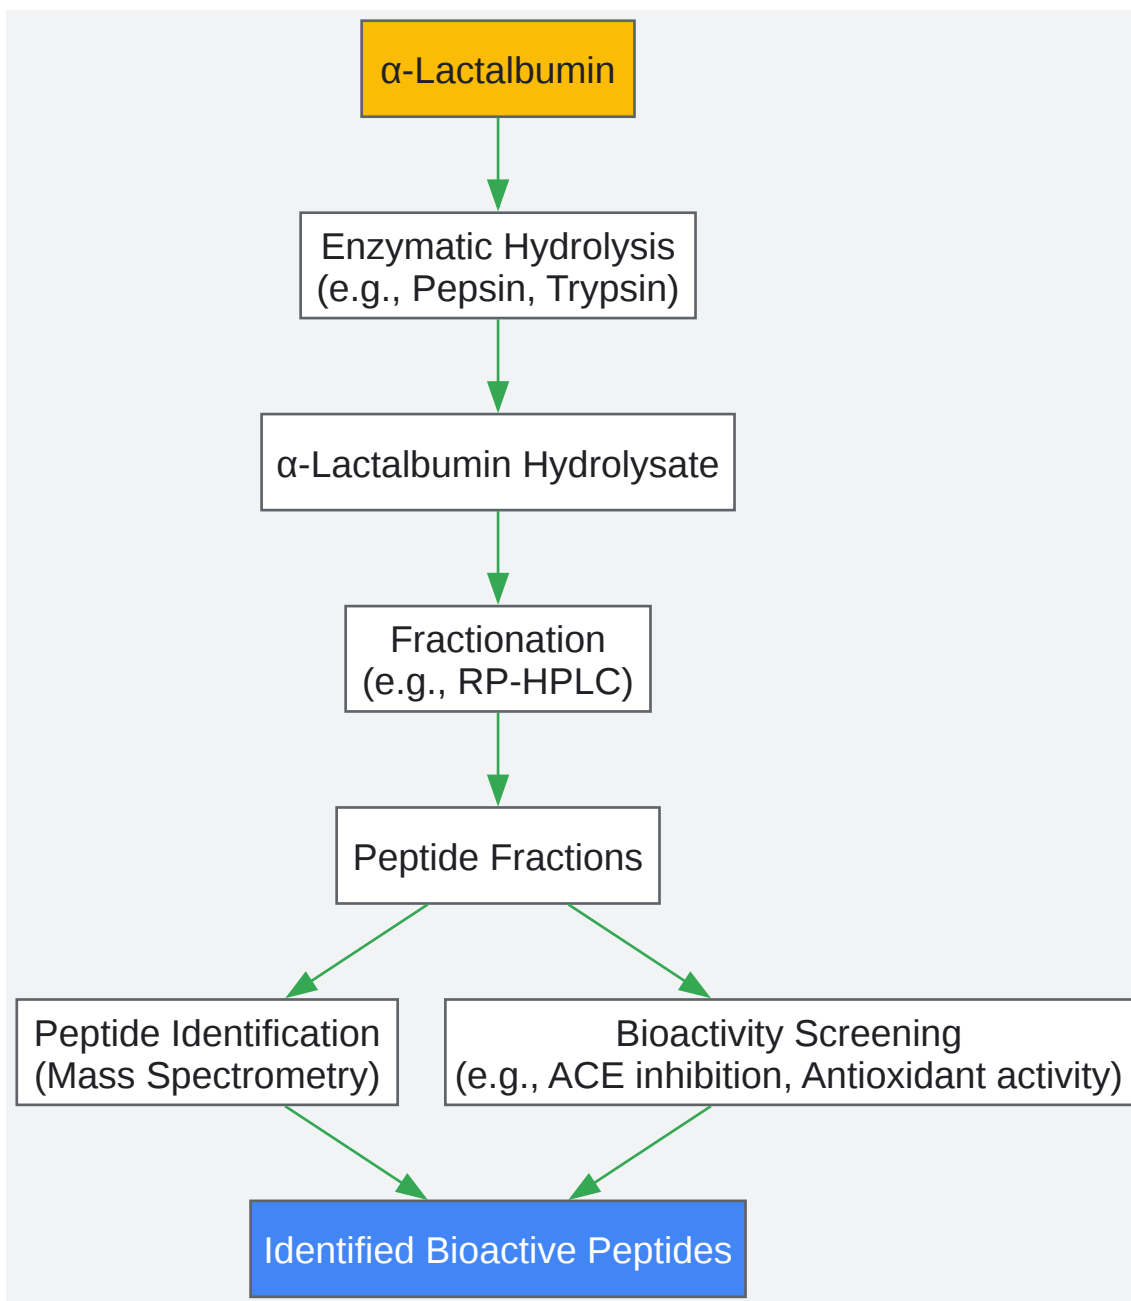 α-Lactalbumin
Enzymatic Hydrolysis
(e.g., Pepsin, Trypsin)
α-Lactalbumin Hydrolysate
Fractionation
(e.g., RP-HPLC)
Peptide Fractions
Peptide Identification
(Mass Spectrometry)
Bioactivity Screening
(e.g., ACE inhibition, Antioxidant activity)
Identified Bioactive Peptides